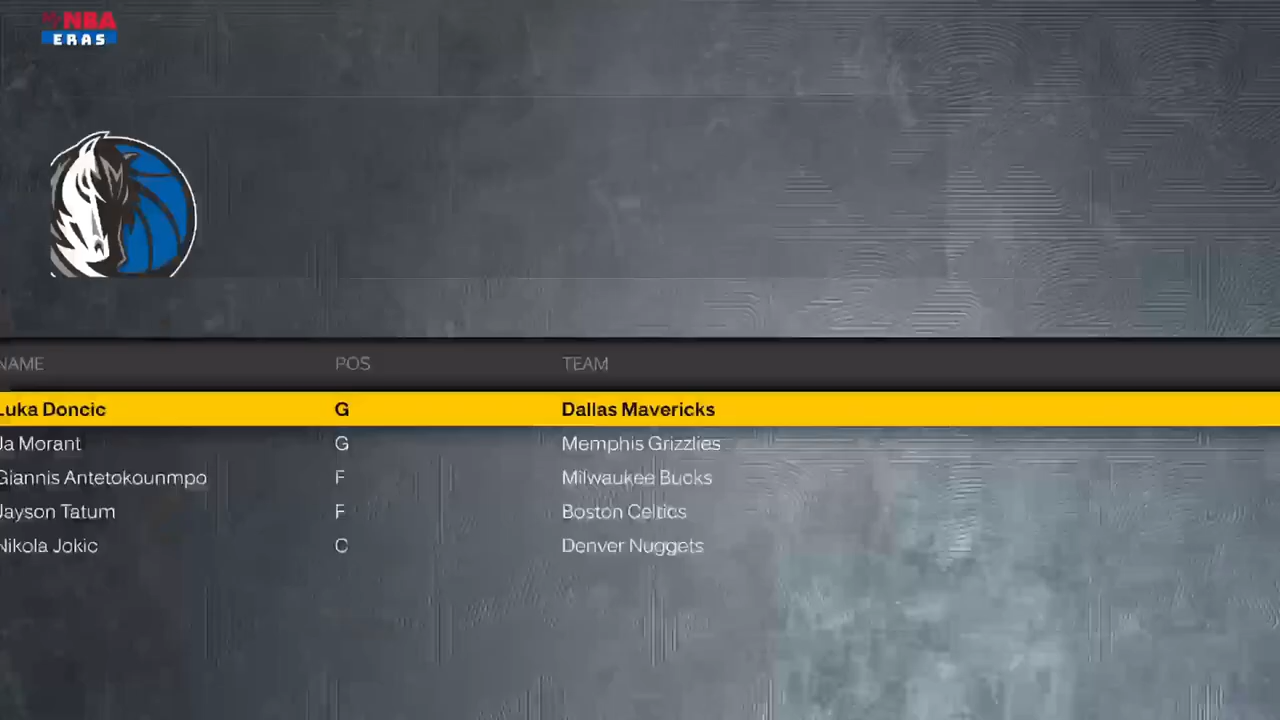 MyNBA
ERAS
NAME POS TEAM
Luka Doncic G Dallas Mavericks
Ja Morant G Memphis Grizzlies
Giannis Antetokounmpo F Milwaukee Bucks
Jayson Tatum F Boston Celtics
Nikola Jokic C Denver Nuggets